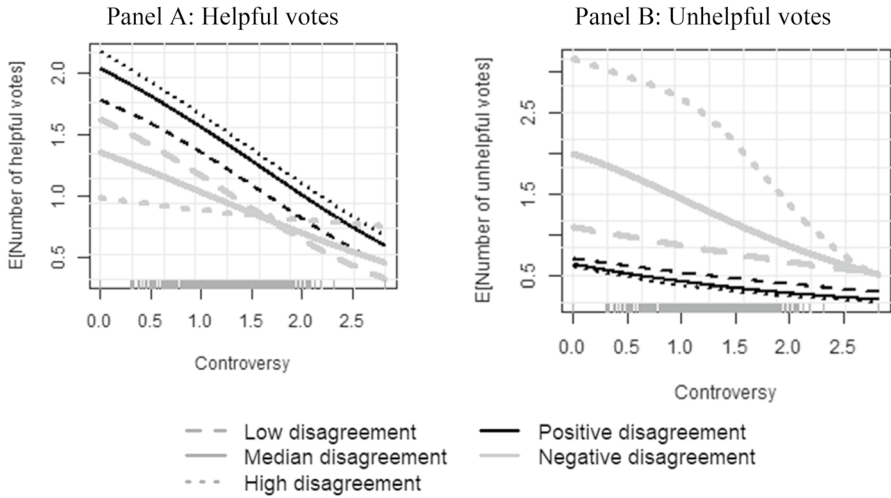 Panel A: Helpful votes
Panel B: Unhelpful votes
E[Number of helpful votes]
2.0
1.5
1.0
0.5
0.0 0.5 1.0 1.5 2.0 2.5
Controversy
E[Number of unhelpful votes]
2.5
1.5
0.5
0.0 0.5 1.0 1.5 2.0 2.5
Controversy
Low disagreement
Median disagreement
High disagreement
Positive disagreement
Negative disagreement